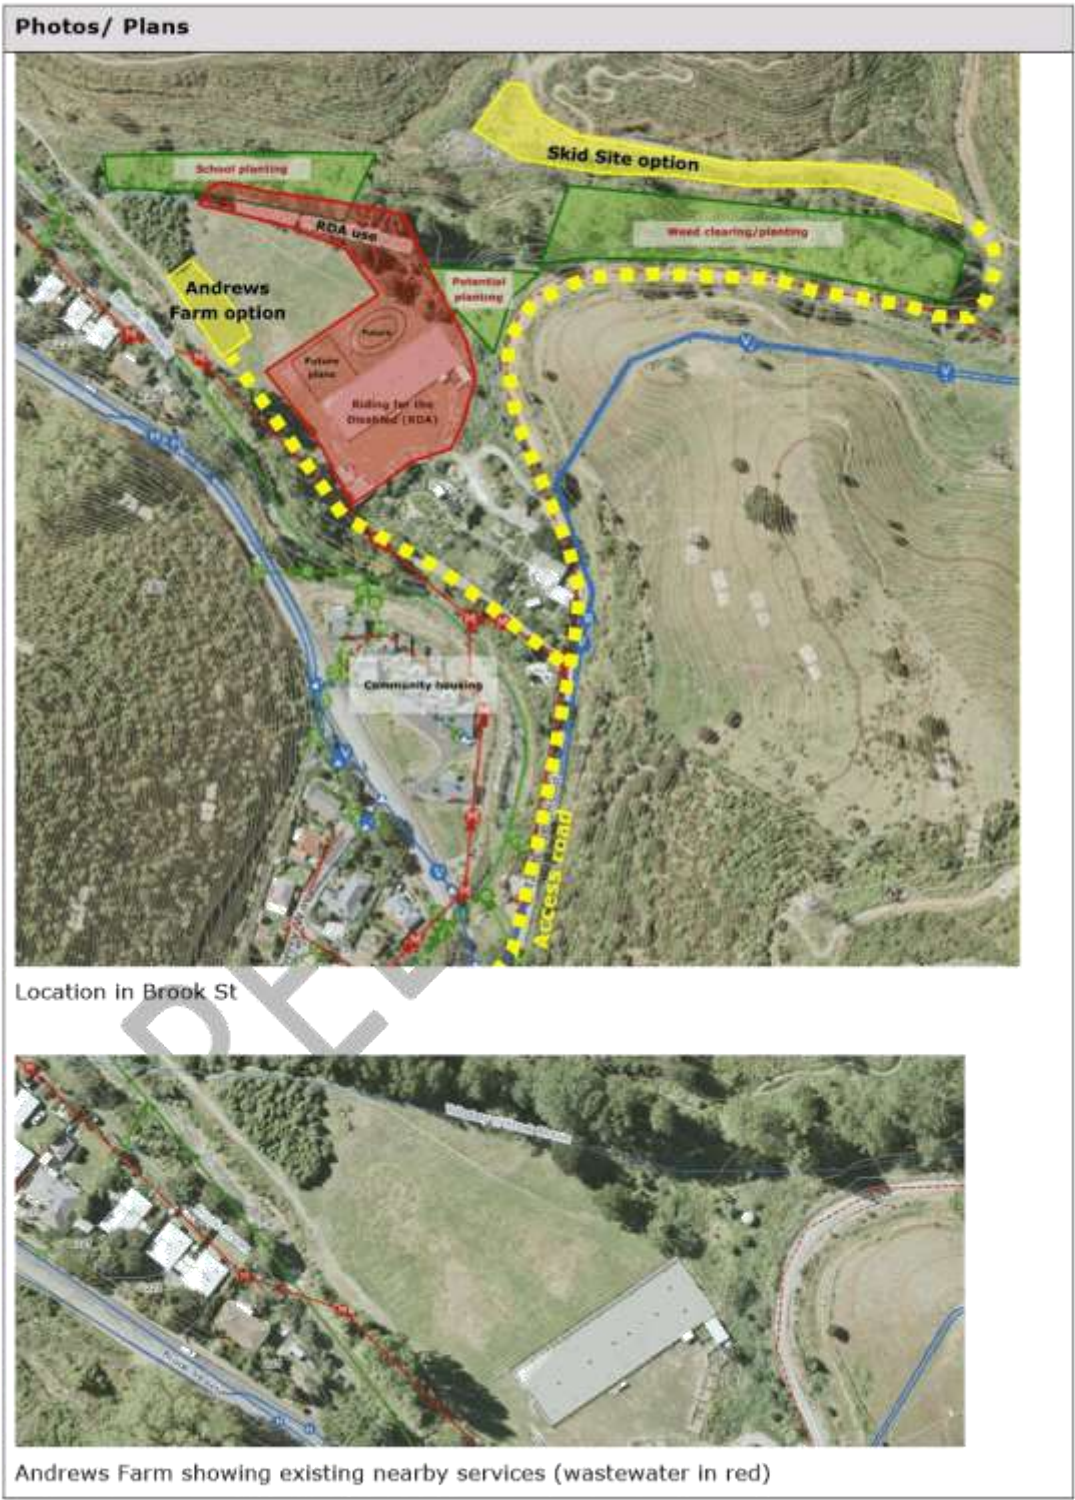 Photos/ Plans
Skid Site option
School planting
RDA use
Weed clearing/planting
Potential
planting
Andrews
Farm option
Future
Future
plans
Riding for the
Disabled (RDA)
Community housing
Access road
Location in Brook St
Andrews Farm showing existing nearby services (wastewater in red)